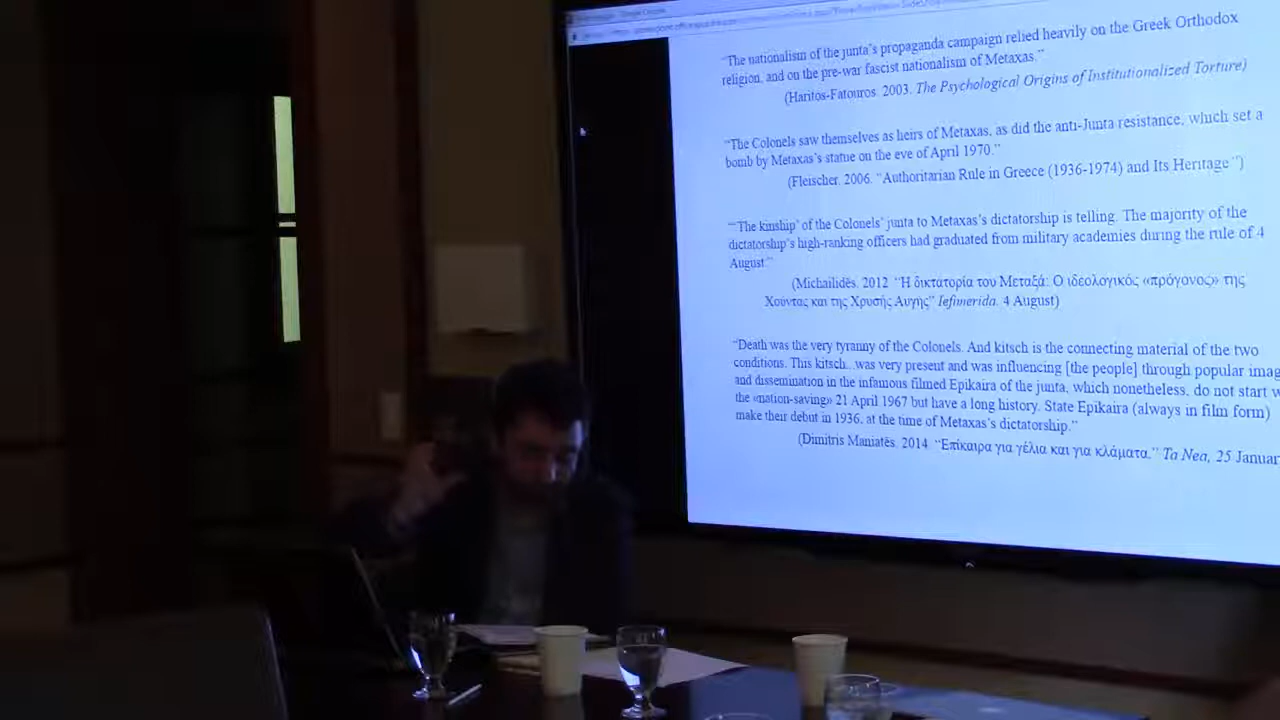 "The nationalism of the junta's propaganda campaign relied heavily on the Greek Orthodox
religion, and on the pre-war fascist nationalism of Metaxas."
(Haritos-Fatouros. 2003. The Psychological Origins of Institutionalized Torture)
"The Colonels saw themselves as heirs of Metaxas, as did the anti-Junta resistance, which set a
bomb by Metaxas's statue on the eve of April 1970."
(Fleischer. 2006. "Authoritarian Rule in Greece (1936-1974) and Its Heritage")
"'The kinship' of the Colonels' junta to Metaxas's dictatorship is telling. The majority of the
dictatorship's high-ranking officers had graduated from military academies during the rule of 4
August."
(Michailidēs. 2012 "Η δικτατορία του Μεταξά: Ο ιδεολογικός «πρόγονος» της
Χούντας και της Χρυσής Αυγής" Iefimerida. 4 August)
"Death was the very tyranny of the Colonels. And kitsch is the connecting material of the two
conditions. This kitsch...was very present and was influencing [the people] through popular imag
and dissemination in the infamous filmed Epikaira of the junta, which nonetheless, do not start w
the «nation-saving» 21 April 1967 but have a long history. State Epikaira (always in film form)
make their debut in 1936, at the time of Metaxas's dictatorship."
(Dimitris Maniatēs. 2014 "Επίκαιρα για γέλια και για κλάματα." Ta Nea, 25 Januar